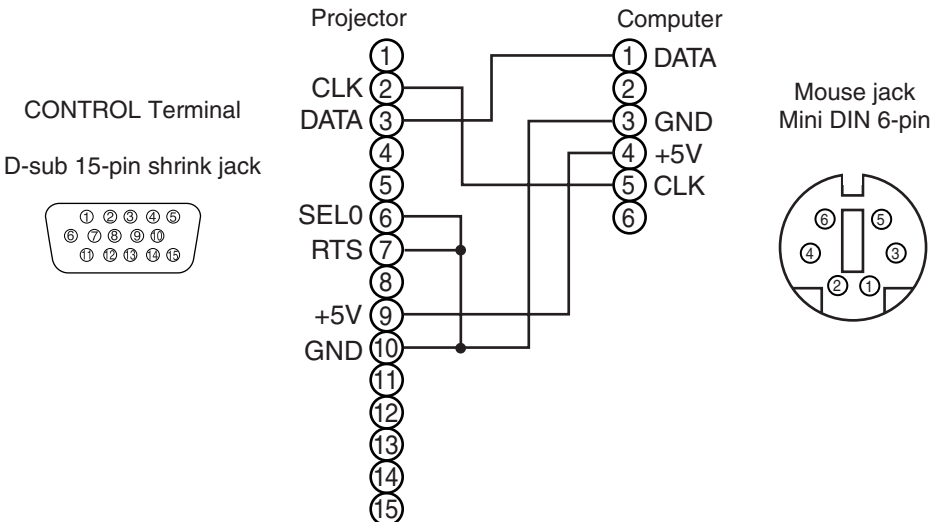 Projector
Computer
CONTROL Terminal
D-sub 15-pin shrink jack
1 2 3 4 5
6 7 8 9 10
11 12 13 14 15
1
CLK 2
DATA 3
4
5
SEL0 6
RTS 7
8
+5V 9
GND 10
11
12
13
14
15
1 DATA
2
3 GND
4 +5V
5 CLK
6
Mouse jack
Mini DIN 6-pin
6 5
4 3
2 1